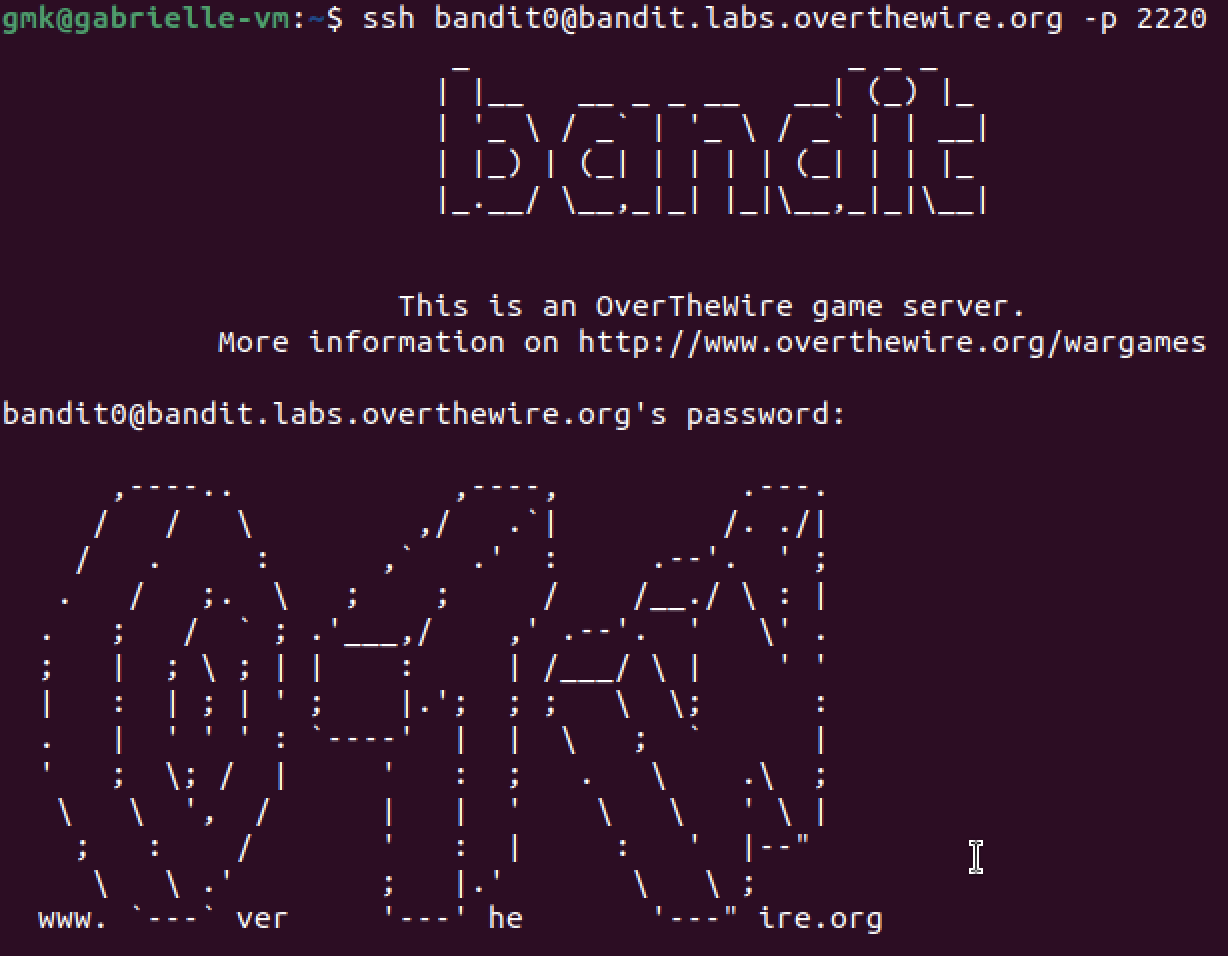 gmk@gabrielle-vm:~$ ssh bandit0@bandit.labs.overthewire.org -p 2220
bandit
This is an OverTheWire game server.
More information on http://www.overthewire.org/wargames
bandit0@bandit.labs.overthewire.org's password:
www. ver he ire.org